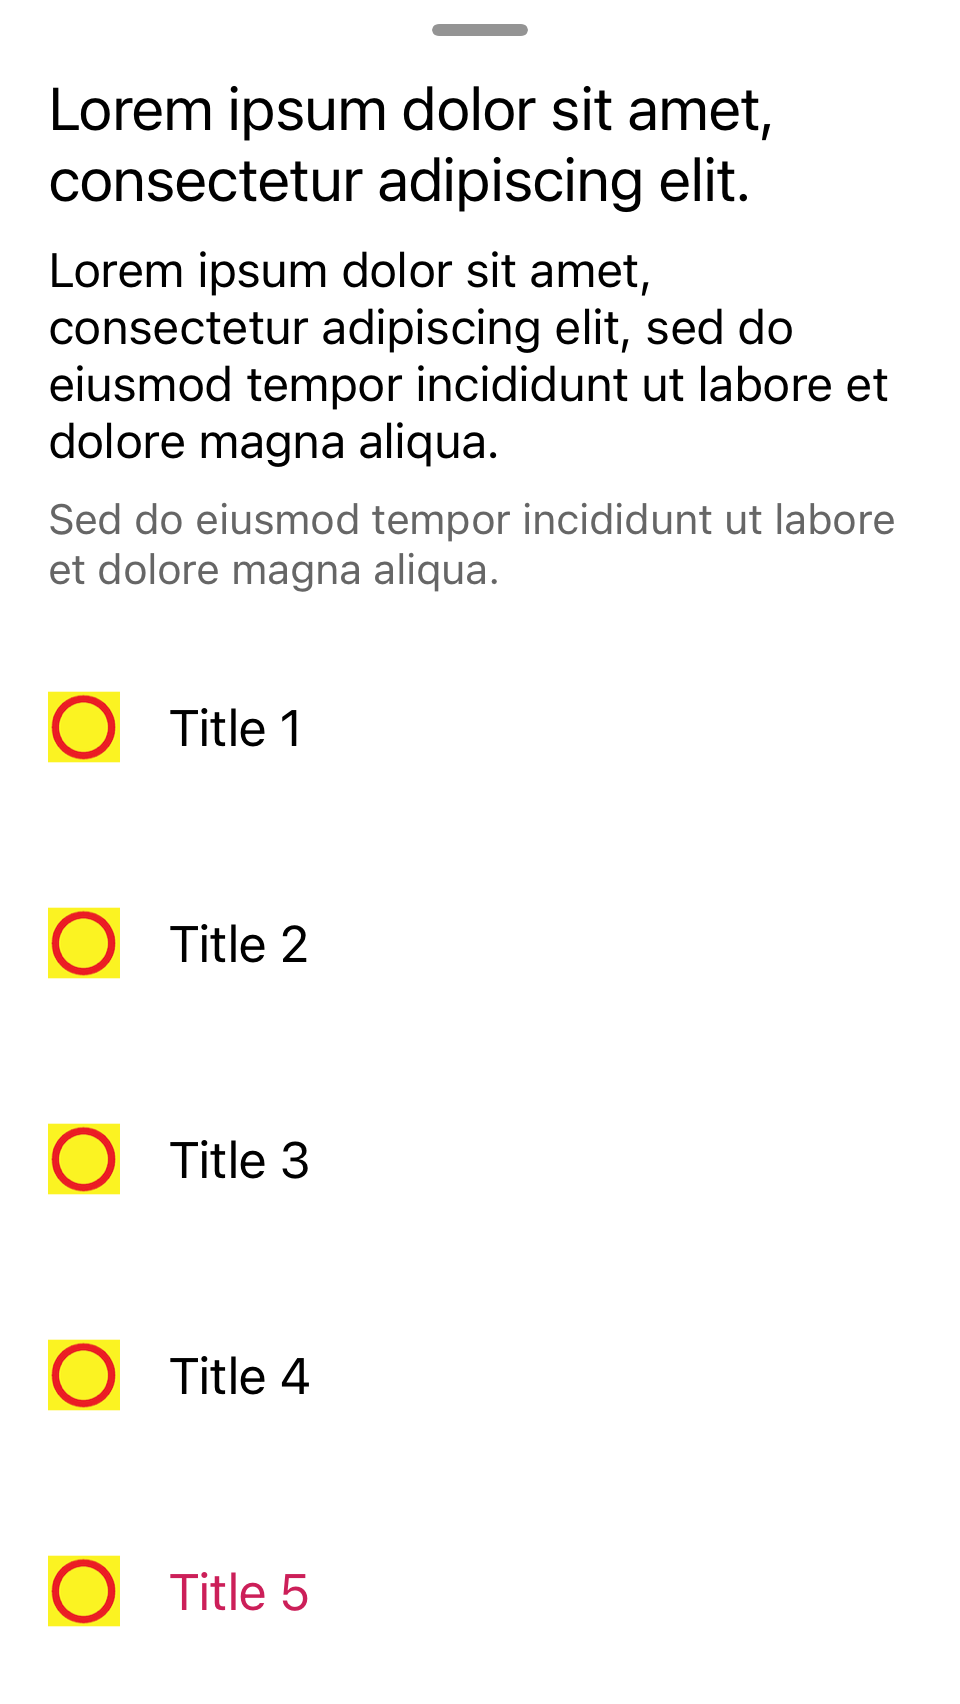 Lorem ipsum dolor sit amet,
consectetur adipiscing elit.
Lorem ipsum dolor sit amet,
consectetur adipiscing elit, sed do
eiusmod tempor incididunt ut labore et
dolore magna aliqua.
Sed do eiusmod tempor incididunt ut labore
et dolore magna aliqua.
Title 1
Title 2
Title 3
Title 4
Title 5